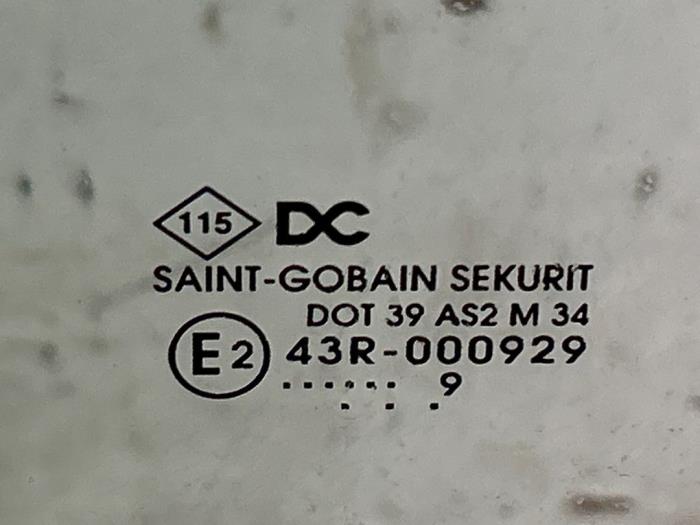 115 DC
SAINT-GOBAIN SEKURIT
DOT 39 AS2 M 34
E2 43R-000929
...... . 9
. . .